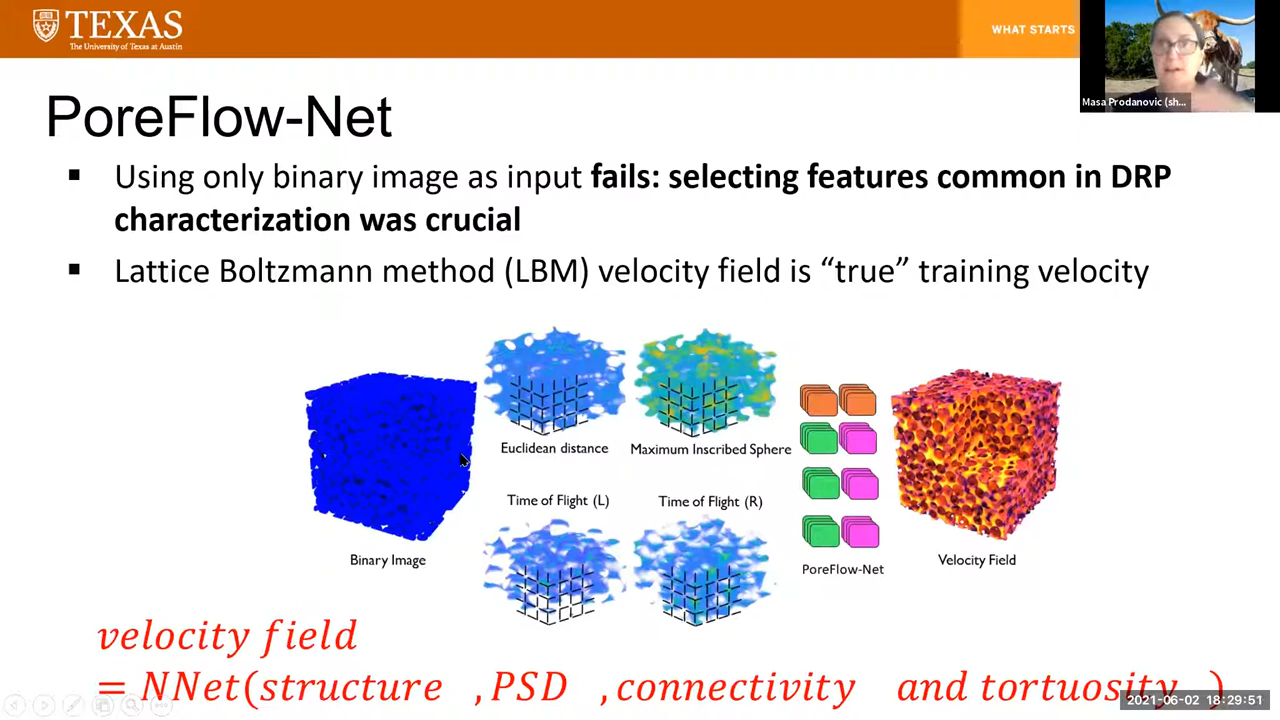 TEXAS
The University of Texas at Austin
WHAT STARTS
Masa Prodanovic (sh...
PoreFlow-Net
Using only binary image as input fails: selecting features common in DRP
characterization was crucial
Lattice Boltzmann method (LBM) velocity field is “true” training velocity
Euclidean distance
Maximum Inscribed Sphere
Time of Flight (L)
Time of Flight (R)
Binary Image
PoreFlow-Net
Velocity Field
velocity field
= NNet(structure , PSD , connectivity and tortuosity )
2021-06-02 18:29:51